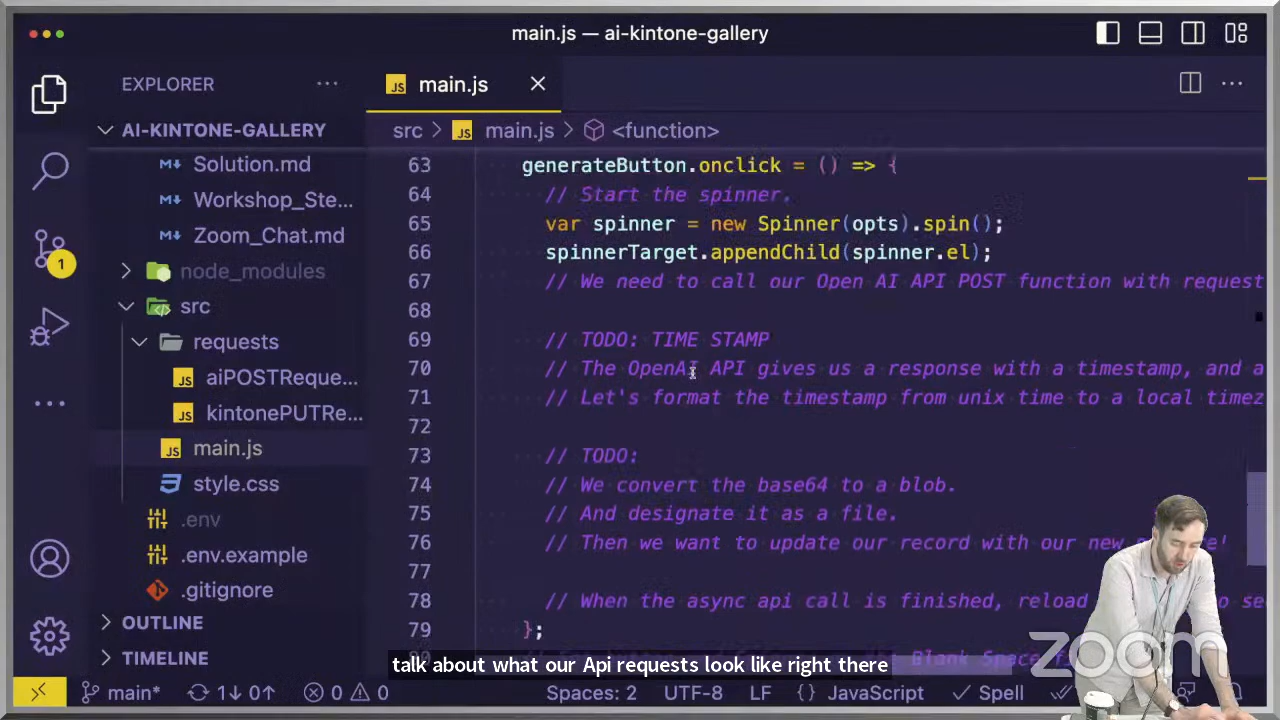 main.js — ai-kintone-gallery
EXPLORER
main.js
AI-KINTONE-GALLERY
src > main.js > <function>
Solution.md
Workshop_Ste...
Zoom_Chat.md
node_modules
src
requests
aiPOSTReque...
kintonePUTRe...
main.js
style.css
.env
.env.example
.gitignore
OUTLINE
TIMELINE
1
63 generateButton.onclick = () => {
64 // Start the spinner.
65 var spinner = new Spinner(opts).spin();
66 spinnerTarget.appendChild(spinner.el);
67 // We need to call our Open AI API POST function with request
68
69 // TODO: TIME STAMP
70 // The OpenAI API gives us a response with a timestamp, and a
71 // Let's format the timestamp from unix time to a local timez
72
73 // TODO:
74 // We convert the base64 to a blob.
75 // And designate it as a file.
76 // Then we want to update our record with our new
77
78 // When the async api call is finished, reload
79 };
talk about what our Api requests look like right there
zoom
main* 1↓ 0↑ 0 0 Spaces: 2 UTF-8 LF {} JavaScript Spell